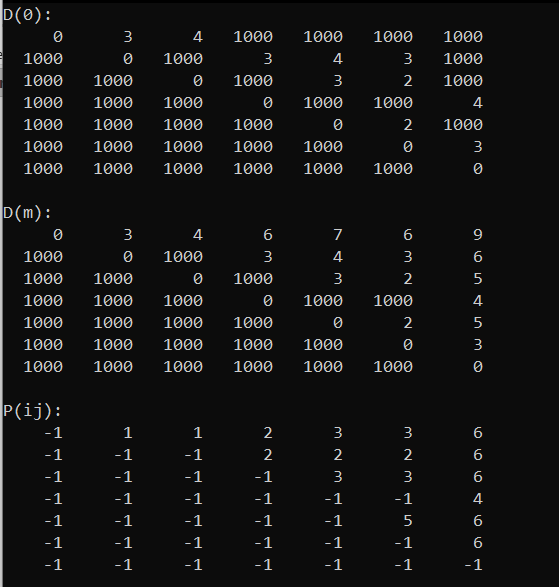 D(0):
0 3 4 1000 1000 1000 1000
1000 0 1000 3 4 3 1000
1000 1000 0 1000 3 2 1000
1000 1000 1000 0 1000 1000 4
1000 1000 1000 1000 0 2 1000
1000 1000 1000 1000 1000 0 3
1000 1000 1000 1000 1000 1000 0
D(m):
0 3 4 6 7 6 9
1000 0 1000 3 4 3 6
1000 1000 0 1000 3 2 5
1000 1000 1000 0 1000 1000 4
1000 1000 1000 1000 0 2 5
1000 1000 1000 1000 1000 0 3
1000 1000 1000 1000 1000 1000 0
P(ij):
-1 1 1 2 3 3 6
-1 -1 -1 2 2 2 6
-1 -1 -1 -1 3 3 6
-1 -1 -1 -1 -1 -1 4
-1 -1 -1 -1 -1 5 6
-1 -1 -1 -1 -1 -1 6
-1 -1 -1 -1 -1 -1 -1